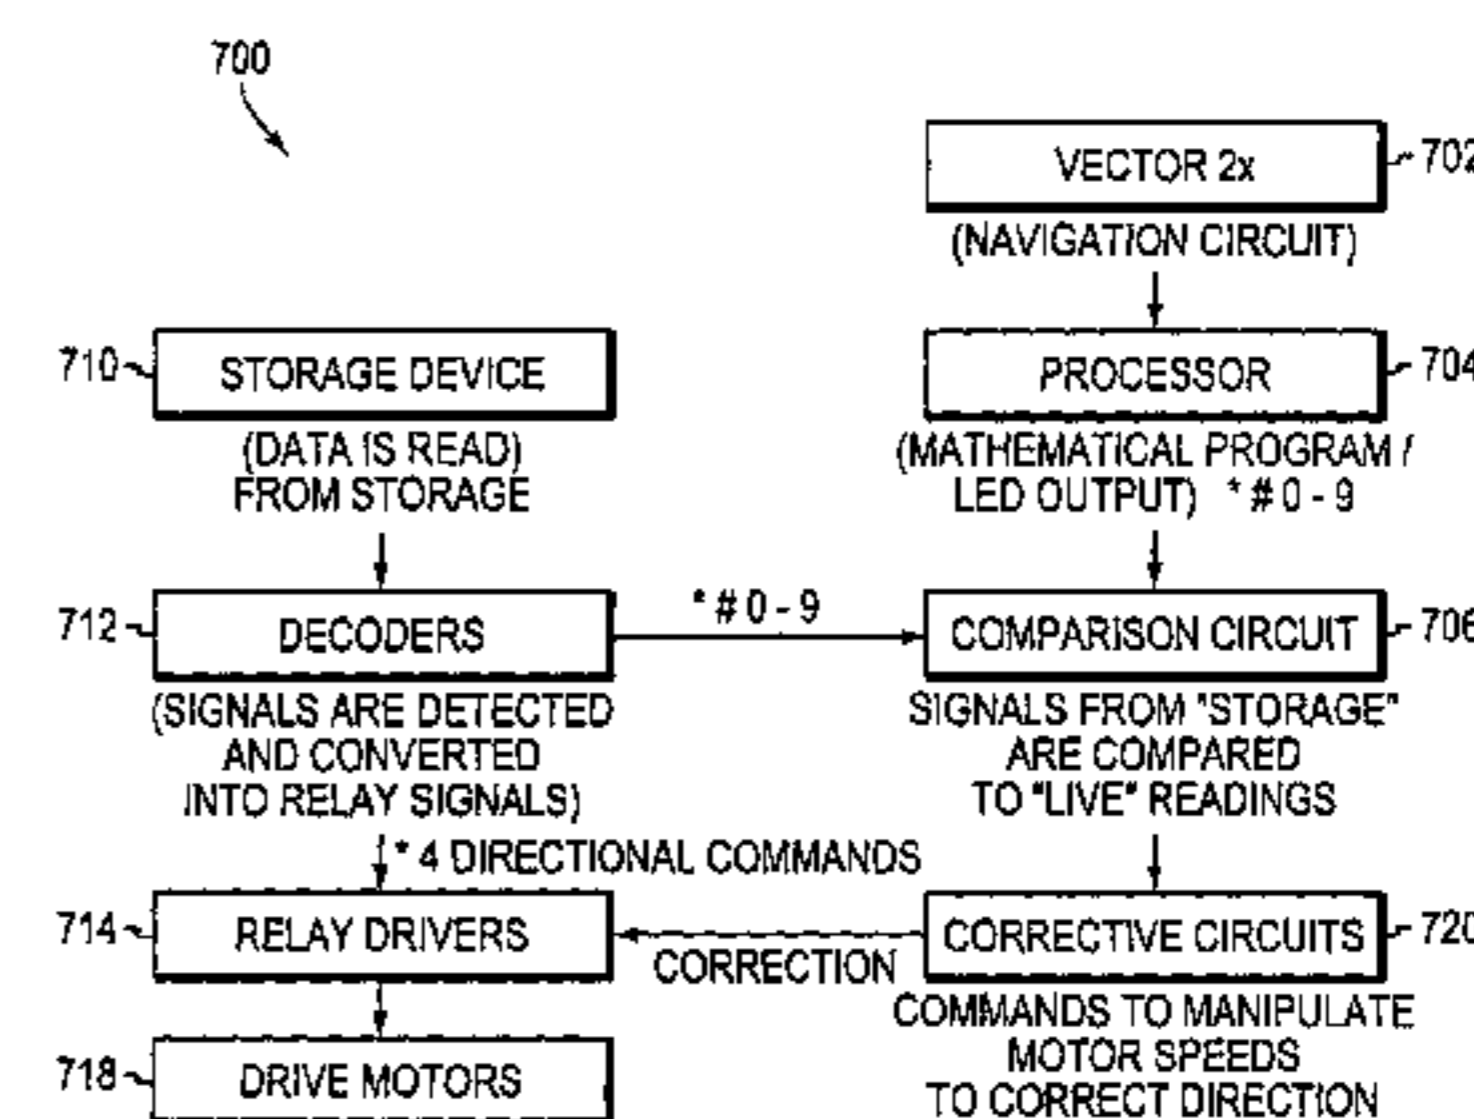 700
VECTOR 2x
702
(NAVIGATION CIRCUIT)
710
STORAGE DEVICE
(DATA IS READ)
FROM STORAGE
PROCESSOR
704
(MATHEMATICAL PROGRAM /
LED OUTPUT) * # 0 - 9
712
DECODERS
* # 0 - 9
COMPARISON CIRCUIT
706
(SIGNALS ARE DETECTED
AND CONVERTED
INTO RELAY SIGNALS)
SIGNALS FROM "STORAGE"
ARE COMPARED
TO "LIVE" READINGS
* 4 DIRECTIONAL COMMANDS
714
RELAY DRIVERS
CORRECTION
CORRECTIVE CIRCUITS
720
COMMANDS TO MANIPULATE
MOTOR SPEEDS
TO CORRECT DIRECTION
718
DRIVE MOTORS